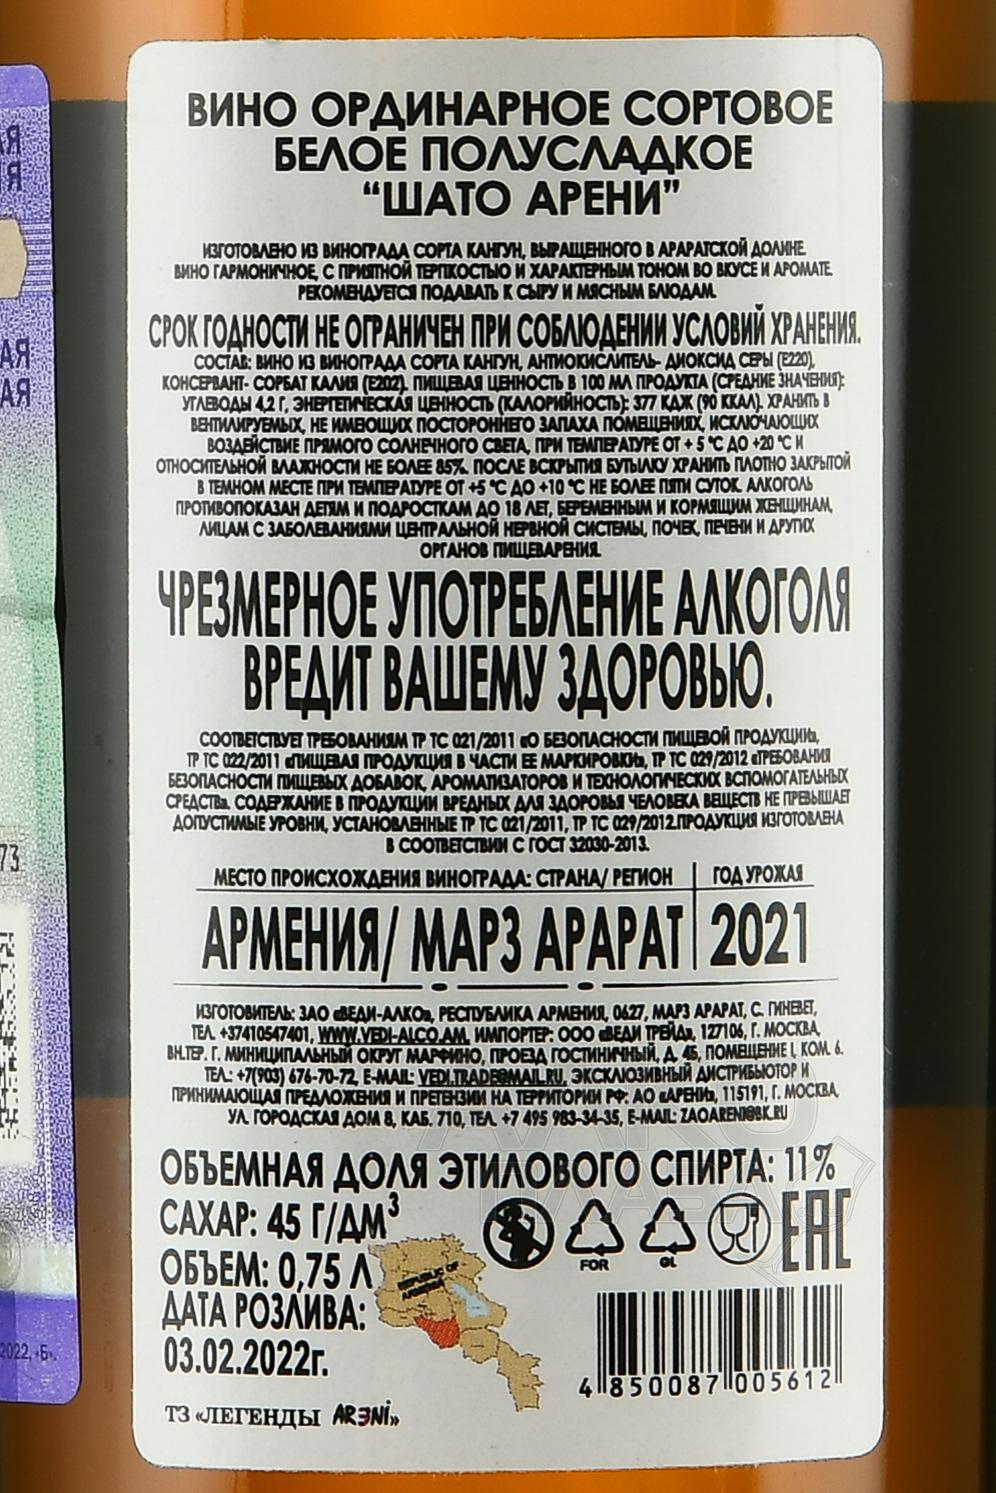 ВИНО ОРДИНАРНОЕ СОРТОВОЕ
БЕЛОЕ ПОЛУСЛАДКОЕ
“ШАТО АРЕНИ”
ИЗГОТОВЛЕНО ИЗ ВИНОГРАДА СОРТА КАНГУН, ВЫРАЩЕННОГО В АРАРАТСКОЙ ДОЛИНЕ.
ВИНО ГАРМОНИЧНОЕ, С ПРИЯТНОЙ ТЕРПКОСТЬЮ И ХАРАКТЕРНЫМ ТОНОМ ВО ВКУСЕ И АРОМАТЕ.
РЕКОМЕНДУЕТСЯ ПОДАВАТЬ К СЫРУ И МЯСНЫМ БЛЮДАМ.
СРОК ГОДНОСТИ НЕ ОГРАНИЧЕН ПРИ СОБЛЮДЕНИИ УСЛОВИЙ ХРАНЕНИЯ.
СОСТАВ: ВИНО ИЗ ВИНОГРАДА СОРТА КАНГУН, АНТИОКИСЛИТЕЛЬ- ДИОКСИД СЕРЫ (Е220),
КОНСЕРВАНТ- СОРБАТ КАЛИЯ (Е202). ПИЩЕВАЯ ЦЕННОСТЬ В 100 МЛ ПРОДУКТА (СРЕДНИЕ ЗНАЧЕНИЯ):
УГЛЕВОДЫ 4,2 Г, ЭНЕРГЕТИЧЕСКАЯ ЦЕННОСТЬ (КАЛОРИЙНОСТЬ): 377 КДЖ (90 ККАЛ). ХРАНИТЬ В
ВЕНТИЛИРУЕМЫХ, НЕ ИМЕЮЩИХ ПОСТОРОННЕГО ЗАПАХА ПОМЕЩЕНИЯХ, ИСКЛЮЧАЮЩИХ
ВОЗДЕЙСТВИЕ ПРЯМОГО СОЛНЕЧНОГО СВЕТА, ПРИ ТЕМПЕРАТУРЕ ОТ + 5 °С ДО +20 °С И
ОТНОСИТЕЛЬНОЙ ВЛАЖНОСТИ НЕ БОЛЕЕ 85%. ПОСЛЕ ВСКРЫТИЯ БУТЫЛКУ ХРАНИТЬ ПЛОТНО ЗАКРЫТОЙ
В ТЕМНОМ МЕСТЕ ПРИ ТЕМПЕРАТУРЕ ОТ +5 °С ДО +10 °С НЕ БОЛЕЕ ПЯТИ СУТОК. АЛКОГОЛЬ
ПРОТИВОПОКАЗАН ДЕТЯМ И ПОДРОСТКАМ ДО 18 ЛЕТ, БЕРЕМЕННЫМ И КОРМЯЩИМ ЖЕНЩИНАМ,
ЛИЦАМ С ЗАБОЛЕВАНИЯМИ ЦЕНТРАЛЬНОЙ НЕРВНОЙ СИСТЕМЫ, ПОЧЕК, ПЕЧЕНИ И ДРУГИХ
ОРГАНОВ ПИЩЕВАРЕНИЯ.
ЧРЕЗМЕРНОЕ УПОТРЕБЛЕНИЕ АЛКОГОЛЯ
ВРЕДИТ ВАШЕМУ ЗДОРОВЬЮ.
СООТВЕТСТВУЕТ ТРЕБОВАНИЯМ ТР ТС 021/2011 «О БЕЗОПАСНОСТИ ПИЩЕВОЙ ПРОДУКЦИИ»,
ТР ТС 022/2011 «ПИЩЕВАЯ ПРОДУКЦИЯ В ЧАСТИ ЕЕ МАРКИРОВКИ», ТР ТС 029/2012 «ТРЕБОВАНИЯ
БЕЗОПАСНОСТИ ПИЩЕВЫХ ДОБАВОК, АРОМАТИЗАТОРОВ И ТЕХНОЛОГИЧЕСКИХ ВСПОМОГАТЕЛЬНЫХ
СРЕДСТВ». СОДЕРЖАНИЕ В ПРОДУКЦИИ ВРЕДНЫХ ДЛЯ ЗДОРОВЬЯ ЧЕЛОВЕКА ВЕЩЕСТВ НЕ ПРЕВЫШАЕТ
ДОПУСТИМЫЕ УРОВНИ, УСТАНОВЛЕННЫЕ ТР ТС 021/2011, ТР ТС 029/2012.ПРОДУКЦИЯ ИЗГОТОВЛЕНА
В СООТВЕТСТВИИ С ГОСТ 32030-2013.
МЕСТО ПРОИСХОЖДЕНИЯ ВИНОГРАДА: СТРАНА/ РЕГИОН
ГОД УРОЖАЯ
АРМЕНИЯ/ МАРЗ АРАРАТ
2021
ИЗГОТОВИТЕЛЬ: ЗАО «ВЕДИ-АЛКО», РЕСПУБЛИКА АРМЕНИЯ, 0627, МАРЗ АРАРАТ, С. ГИНЕВЕТ,
ТЕЛ. +37410547401, WWW.VEDI-ALCO.AM. ИМПОРТЕР: ООО «ВЕДИ ТРЕЙД», 127106, Г. МОСКВА,
ВН.ТЕР. Г. МУНИЦИПАЛЬНЫЙ ОКРУГ МАРФИНО, ПРОЕЗД ГОСТИНИЧНЫЙ, Д. 4Б, ПОМЕЩЕНИЕ I, КОМ. 6.
ТЕЛ.: +7(903) 676-70-72, E-MAIL: VEDI.TRADE@MAIL.RU. ЭКСКЛЮЗИВНЫЙ ДИСТРИБЬЮТОР И
ПРИНИМАЮЩАЯ ПРЕДЛОЖЕНИЯ И ПРЕТЕНЗИИ НА ТЕРРИТОРИИ РФ: АО «АРЕНИ», 115191, Г. МОСКВА,
УЛ. ГОРОДСКАЯ ДОМ 8, КАБ. 710, ТЕЛ. +7 495 983-34-35, E-MAIL: ZAOARENI@BK.RU
ОБЪЕМНАЯ ДОЛЯ ЭТИЛОВОГО СПИРТА: 11%
САХАР: 45 Г/ДМ³
ОБЪЕМ: 0,75 Л
ДАТА РОЗЛИВА:
03.02.2022г.
ТЗ «ЛЕГЕНДЫ ARENI»
REPUBLIC OF
ARMENIA
FOR
GL
EAC
4 850087 005612
73
2022, «Б».